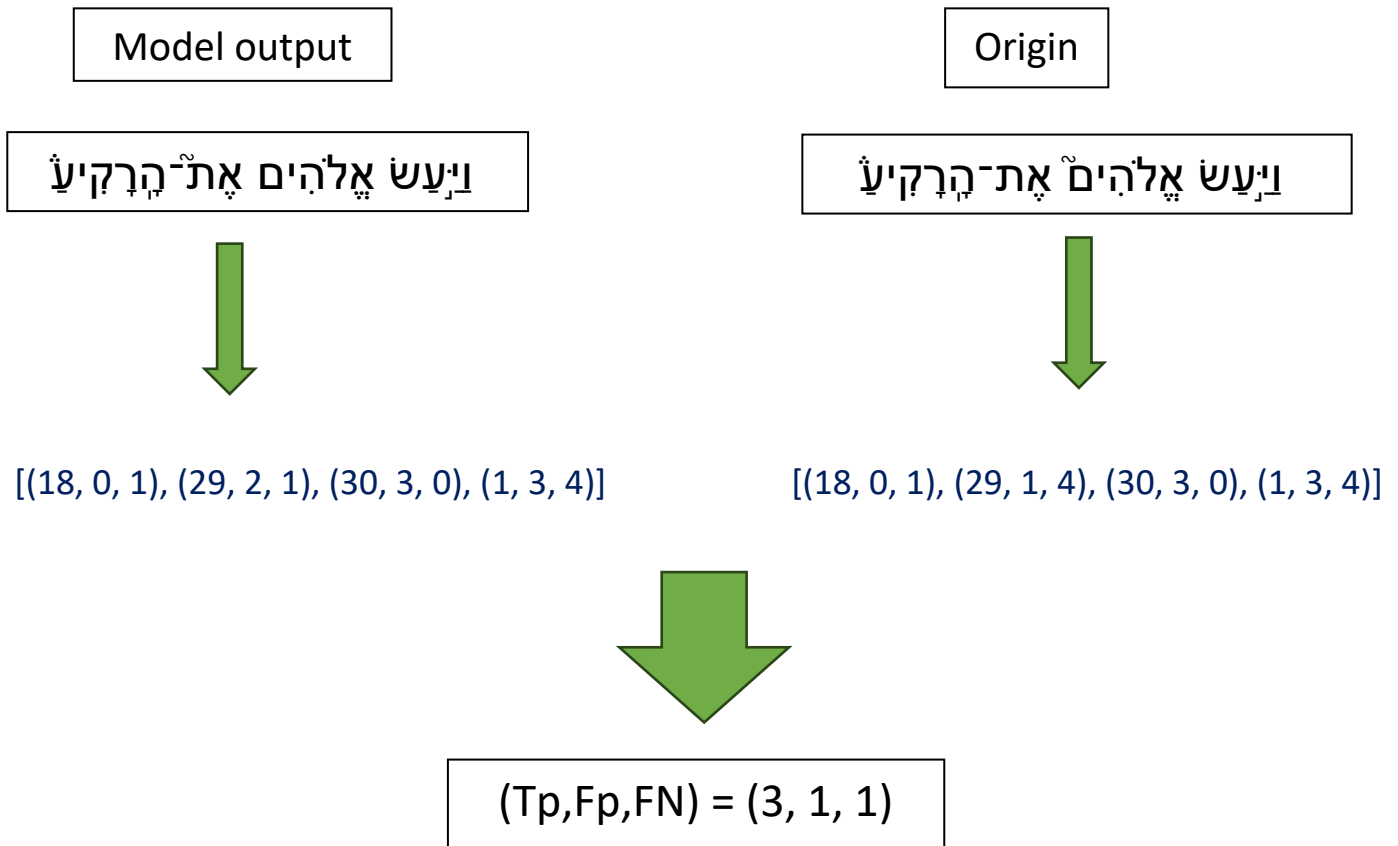 Model output
Origin
וַיַּ֣עַשׂ אֱלֹהִים אֶת֮־הָֽרָקִיעַ֒
וַיַּ֣עַשׂ אֱלֹהִים֮ אֶת־הָֽרָקִיעַ֒
[(18, 0, 1), (29, 2, 1), (30, 3, 0), (1, 3, 4)]
[(18, 0, 1), (29, 1, 4), (30, 3, 0), (1, 3, 4)]
(Tp,Fp,FN) = (3, 1, 1)